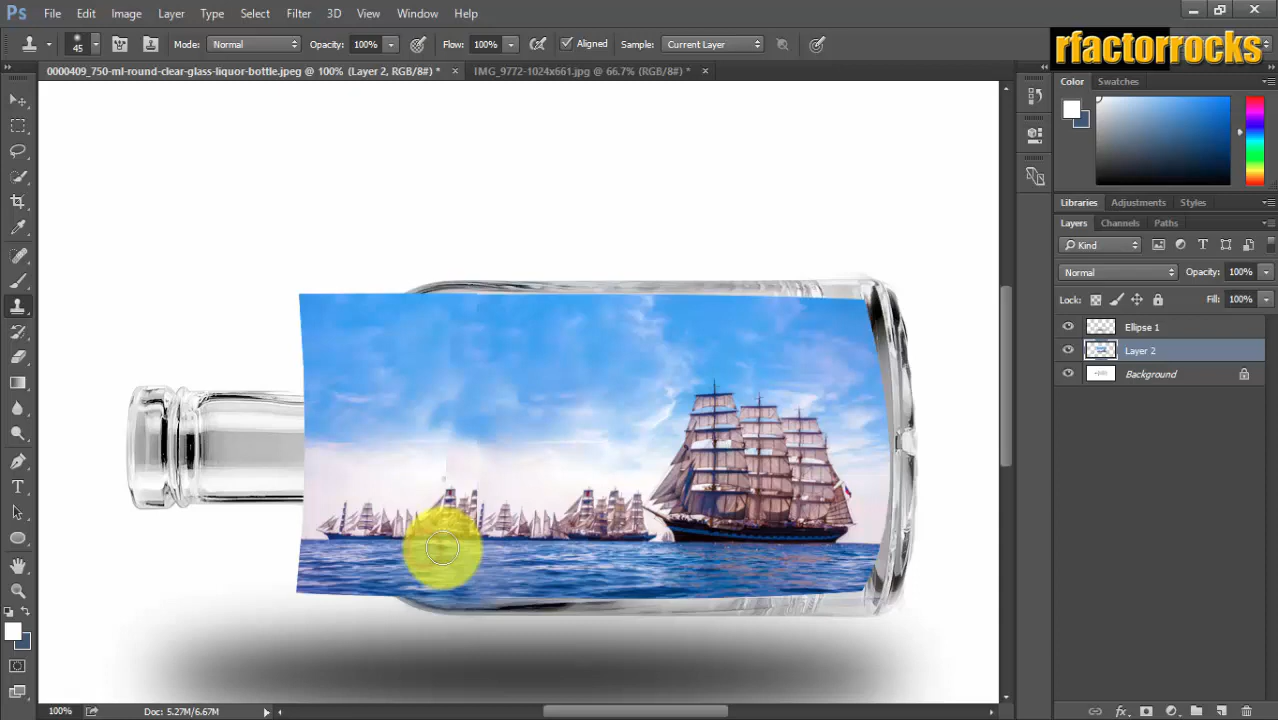 Ps File Edit Image Layer Type Select Filter 3D View Window Help
45 Mode: Normal Opacity: 100% Flow: 100% Aligned Sample: Current Layer
rfactorrocks
0000409_750-ml-round-clear-glass-liquor-bottle.jpeg @ 100% (Layer 2, RGB/8#) * × IMG_9772-1024x661.jpg @ 66.7% (RGB/8#) * ×
Color Swatches
Libraries Adjustments Styles
Layers Channels Paths
Kind
Normal Opacity: 100%
Lock: Fill: 100%
Ellipse 1
Layer 2
Background
100% Doc: 5.27M/6.67M